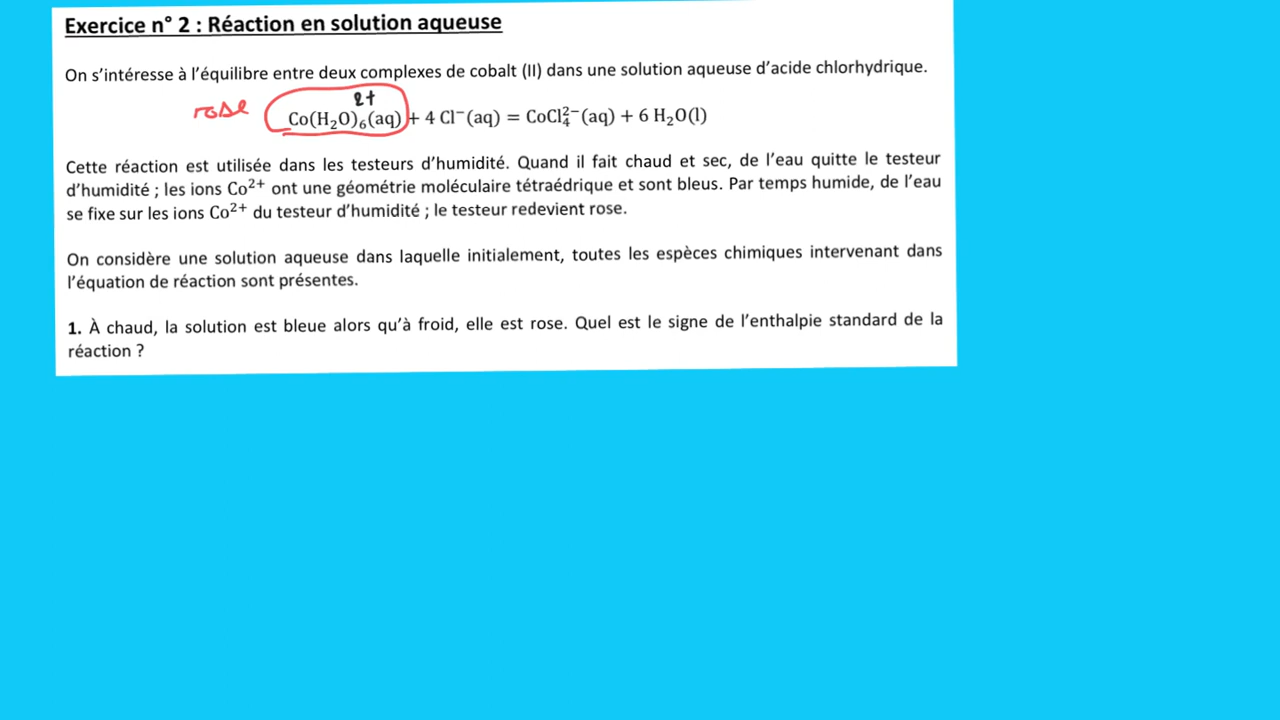 Exercice n° 2 : Réaction en solution aqueuse
On s'intéresse à l'équilibre entre deux complexes de cobalt (II) dans une solution aqueuse d'acide chlorhydrique.
rose
2+
Co(H₂O)₆(aq) + 4 Cl⁻(aq) = CoCl₄²⁻(aq) + 6 H₂O(l)
Cette réaction est utilisée dans les testeurs d'humidité. Quand il fait chaud et sec, de l'eau quitte le testeur
d'humidité ; les ions Co²⁺ ont une géométrie moléculaire tétraédrique et sont bleus. Par temps humide, de l'eau
se fixe sur les ions Co²⁺ du testeur d'humidité ; le testeur redevient rose.
On considère une solution aqueuse dans laquelle initialement, toutes les espèces chimiques intervenant dans
l'équation de réaction sont présentes.
1. À chaud, la solution est bleue alors qu'à froid, elle est rose. Quel est le signe de l'enthalpie standard de la
réaction ?